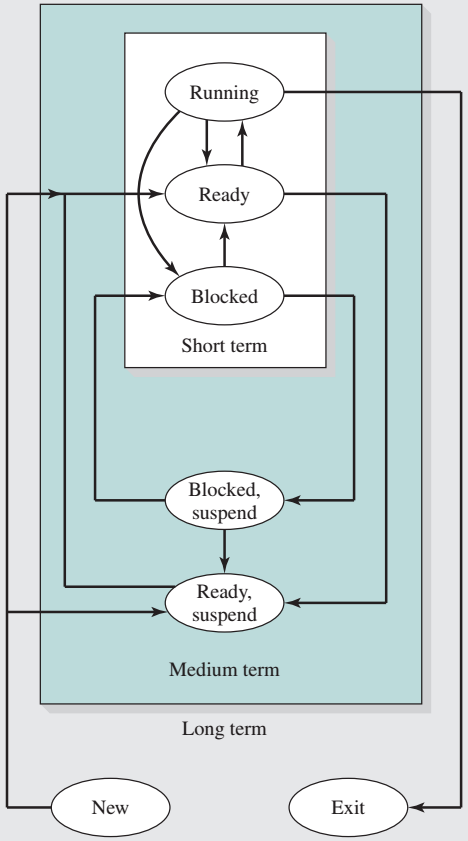 Running
Ready
Blocked
Short term
Blocked,
suspend
Ready,
suspend
Medium term
Long term
New
Exit